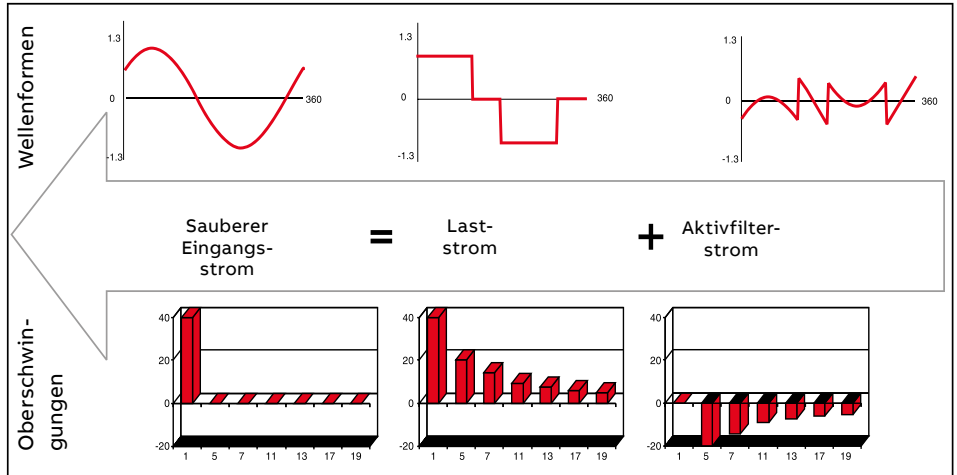 Wellenformen
1.3
0
-1.3
360
1.3
0
-1.3
360
1.3
0
-1.3
360
Sauberer
Eingangs-
strom
=
Last-
strom
+
Aktivfilter-
strom
Oberschwin-
gungen
40
20
0
-20
1 5 7 11 13 17 19
40
20
0
-20
1 5 7 11 13 17 19
40
20
0
-20
1 5 7 11 13 17 19